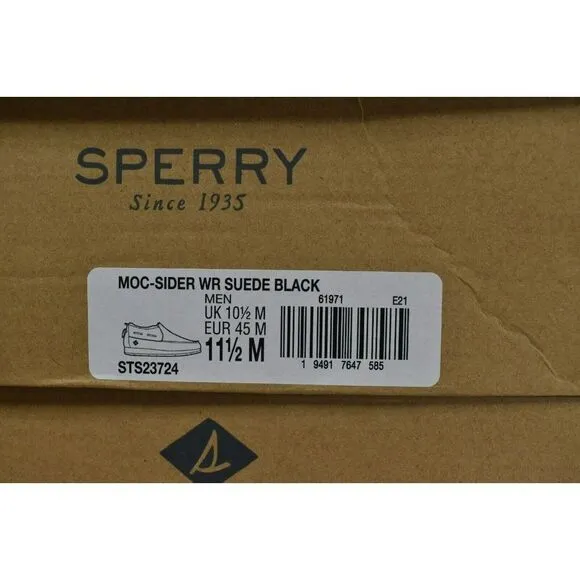 SPERRY
Since 1935
MOC-SIDER WR SUEDE BLACK
MEN 61971 E21
UK 10½ M
EUR 45 M
11½ M
STS23724 1 9491 7647 585